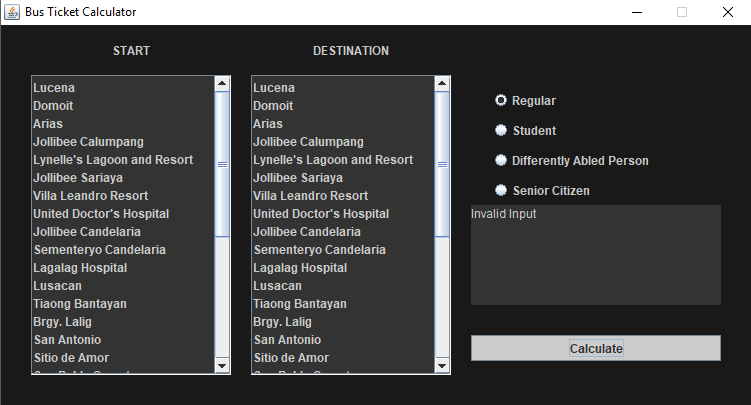 Bus Ticket Calculator
START
DESTINATION
Lucena
Domoit
Arias
Jollibee Calumpang
Lynelle's Lagoon and Resort
Jollibee Sariaya
Villa Leandro Resort
United Doctor's Hospital
Jollibee Candelaria
Sementeryo Candelaria
Lagalag Hospital
Lusacan
Tiaong Bantayan
Brgy. Lalig
San Antonio
Sitio de Amor
Lucena
Domoit
Arias
Jollibee Calumpang
Lynelle's Lagoon and Resort
Jollibee Sariaya
Villa Leandro Resort
United Doctor's Hospital
Jollibee Candelaria
Sementeryo Candelaria
Lagalag Hospital
Lusacan
Tiaong Bantayan
Brgy. Lalig
San Antonio
Sitio de Amor
Regular
Student
Differently Abled Person
Senior Citizen
Invalid Input
Calculate